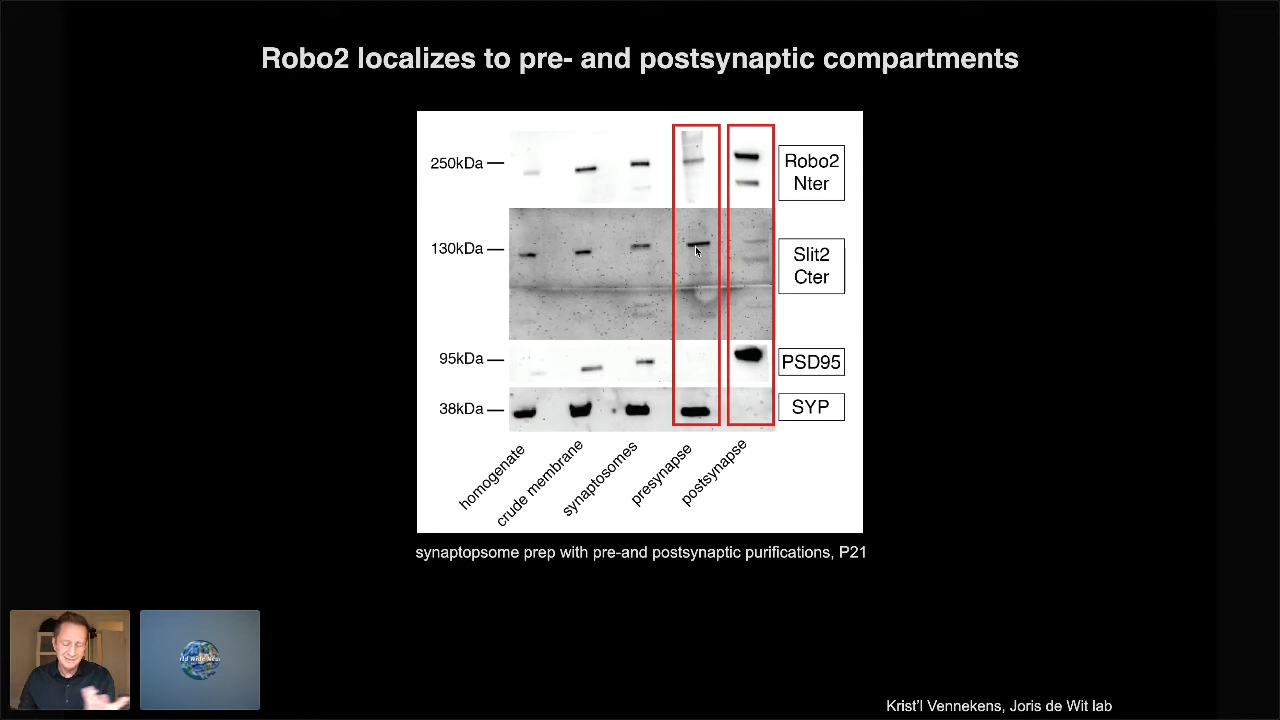 Robo2 localizes to pre- and postsynaptic compartments
250kDa
Robo2
Nter
130kDa
Slit2
Cter
95kDa
PSD95
38kDa
SYP
homogenate
crude membrane
synaptosomes
presynapse
postsynapse
synaptopsome prep with pre-and postsynaptic purifications, P21
Krist'l Vennekens, Joris de Wit lab